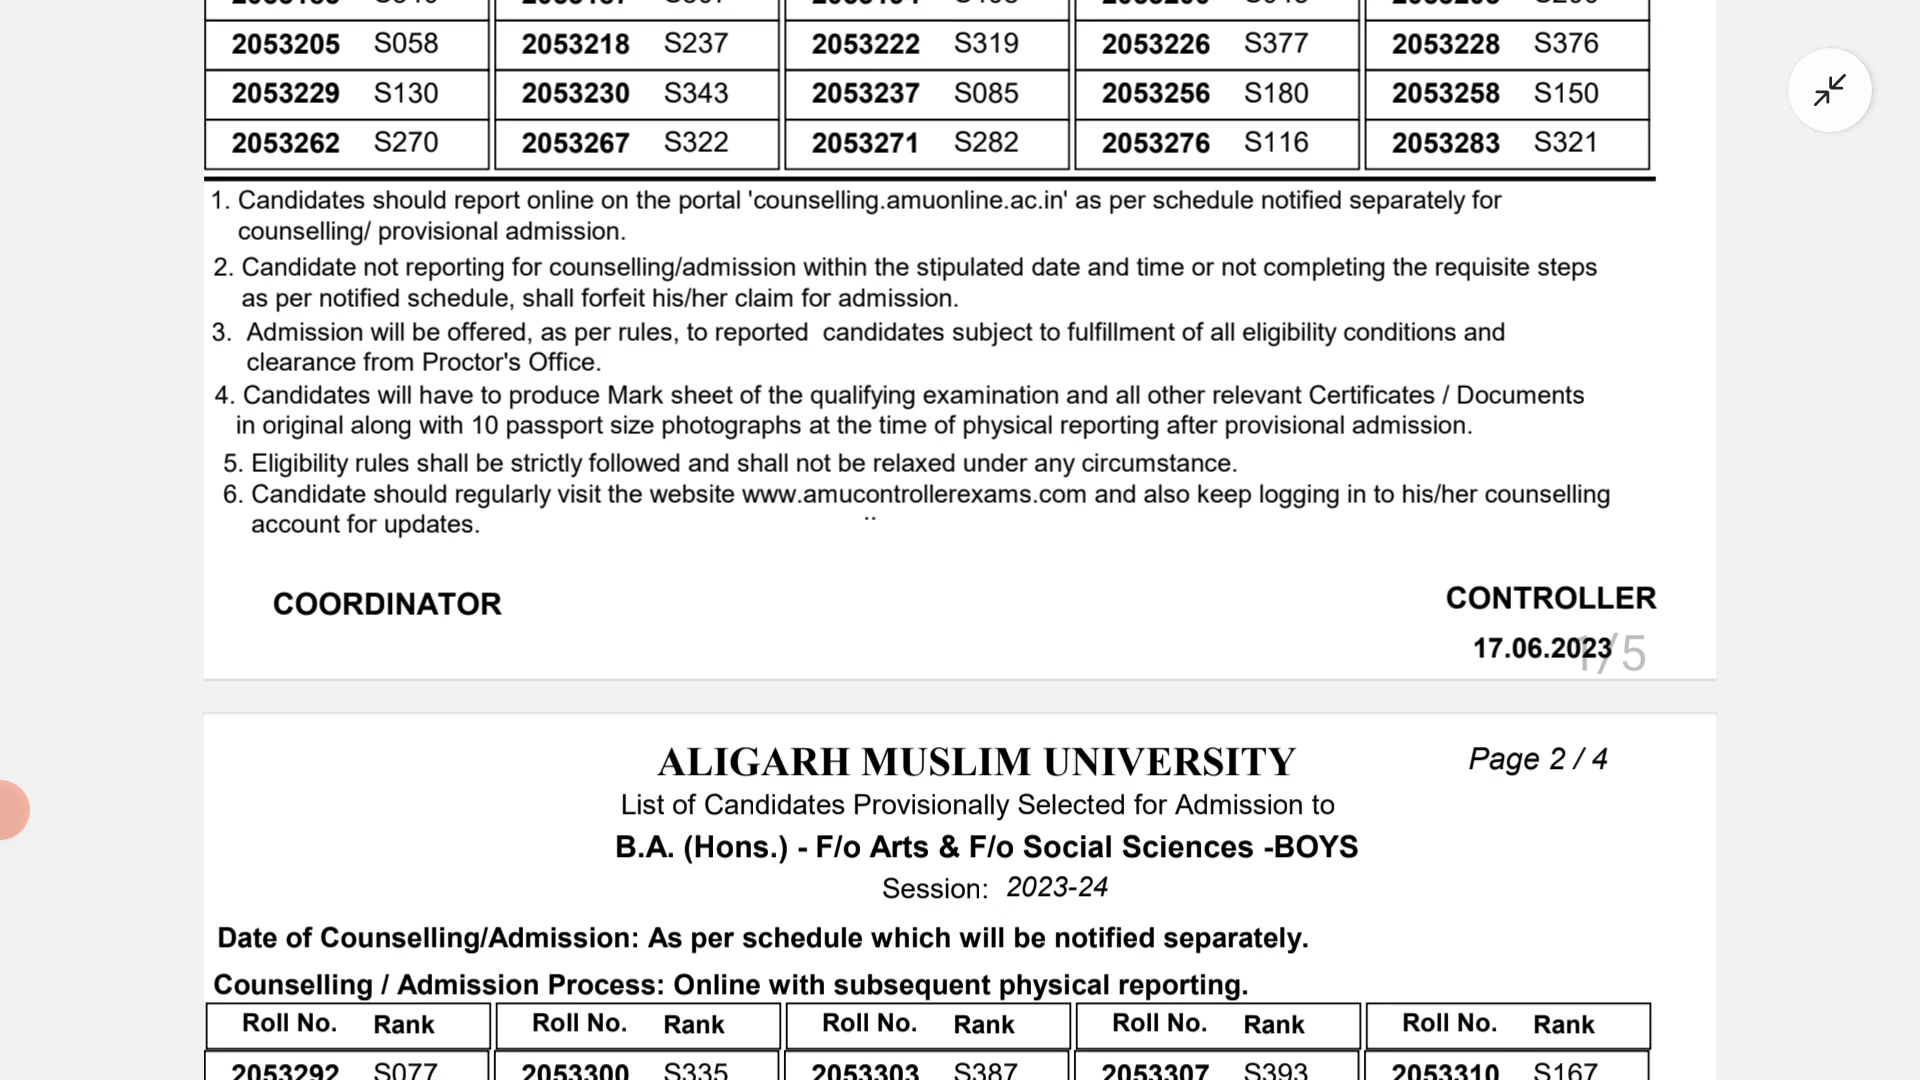 2053205 S058 2053218 S237 2053222 S319 2053226 S377 2053228 S376
2053229 S130 2053230 S343 2053237 S085 2053256 S180 2053258 S150
2053262 S270 2053267 S322 2053271 S282 2053276 S116 2053283 S321
1. Candidates should report online on the portal 'counselling.amuonline.ac.in' as per schedule notified separately for
counselling/ provisional admission.
2. Candidate not reporting for counselling/admission within the stipulated date and time or not completing the requisite steps
as per notified schedule, shall forfeit his/her claim for admission.
3. Admission will be offered, as per rules, to reported candidates subject to fulfillment of all eligibility conditions and
clearance from Proctor's Office.
4. Candidates will have to produce Mark sheet of the qualifying examination and all other relevant Certificates / Documents
in original along with 10 passport size photographs at the time of physical reporting after provisional admission.
5. Eligibility rules shall be strictly followed and shall not be relaxed under any circumstance.
6. Candidate should regularly visit the website www.amucontrollerexams.com and also keep logging in to his/her counselling
account for updates.
COORDINATOR
CONTROLLER
17.06.2023
1/5
ALIGARH MUSLIM UNIVERSITY
Page 2 / 4
List of Candidates Provisionally Selected for Admission to
B.A. (Hons.) - F/o Arts & F/o Social Sciences -BOYS
Session: 2023-24
Date of Counselling/Admission: As per schedule which will be notified separately.
Counselling / Admission Process: Online with subsequent physical reporting.
Roll No. Rank Roll No. Rank Roll No. Rank Roll No. Rank Roll No. Rank
2053292 S077 2053300 S335 2053303 S387 2053307 S393 2053310 S167